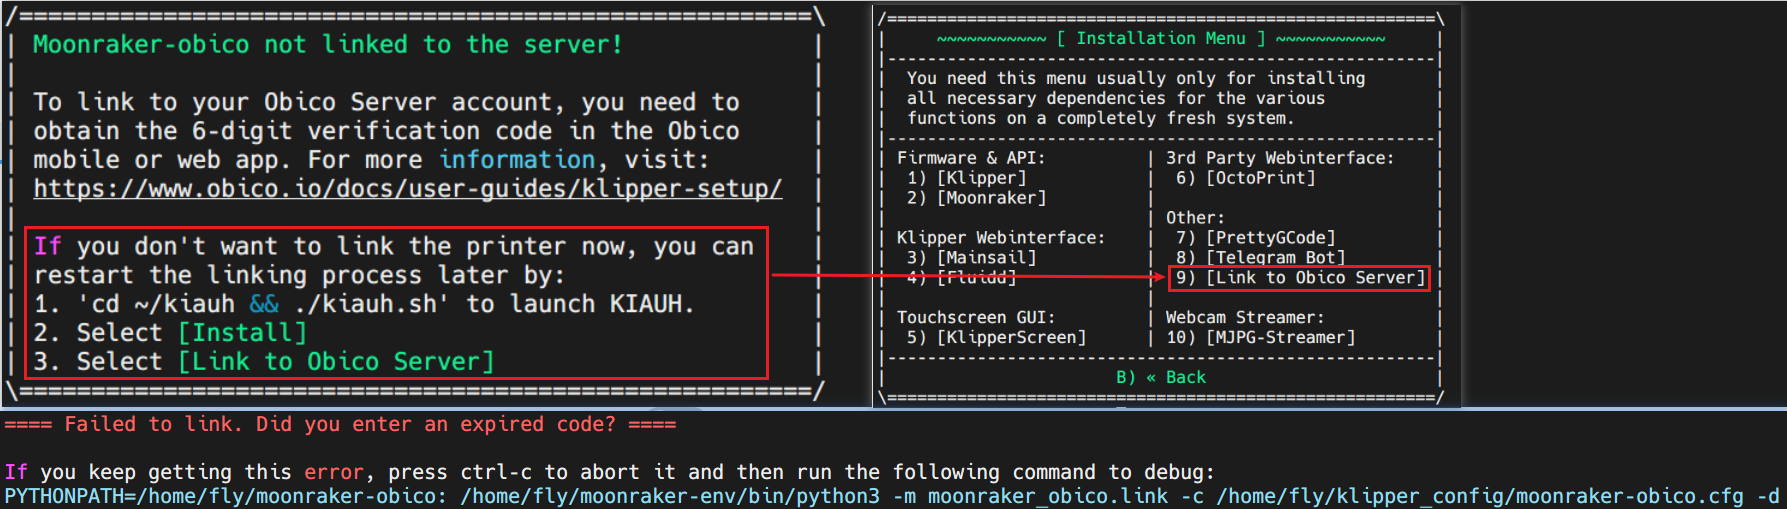 /========================================================\
Moonraker-obico not linked to the server!
To link to your Obico Server account, you need to
obtain the 6-digit verification code in the Obico
mobile or web app. For more information, visit:
https://www.obico.io/docs/user-guides/klipper-setup/
If you don't want to link the printer now, you can
restart the linking process later by:
1. 'cd ~/kiauh && ./kiauh.sh' to launch KIAUH.
2. Select [Install]
3. Select [Link to Obico Server]
\========================================================/
/=======================================================\
~~~~~~~~~~~ [ Installation Menu ] ~~~~~~~~~~~
You need this menu usually only for installing
all necessary dependencies for the various
functions on a completely fresh system.
Firmware & API:
1) [Klipper]
2) [Moonraker]
Klipper Webinterface:
3) [Mainsail]
4) [Fluidd]
Touchscreen GUI:
5) [KlipperScreen]
3rd Party Webinterface:
6) [OctoPrint]
Other:
7) [PrettyGCode]
8) [Telegram Bot]
9) [Link to Obico Server]
Webcam Streamer:
10) [MJPG-Streamer]
B) « Back
\=======================================================/
==== Failed to link. Did you enter an expired code? ====
If you keep getting this error, press ctrl-c to abort it and then run the following command to debug:
PYTHONPATH=/home/fly/moonraker-obico: /home/fly/moonraker-env/bin/python3 -m moonraker_obico.link -c /home/fly/klipper_config/moonraker-obico.cfg -d